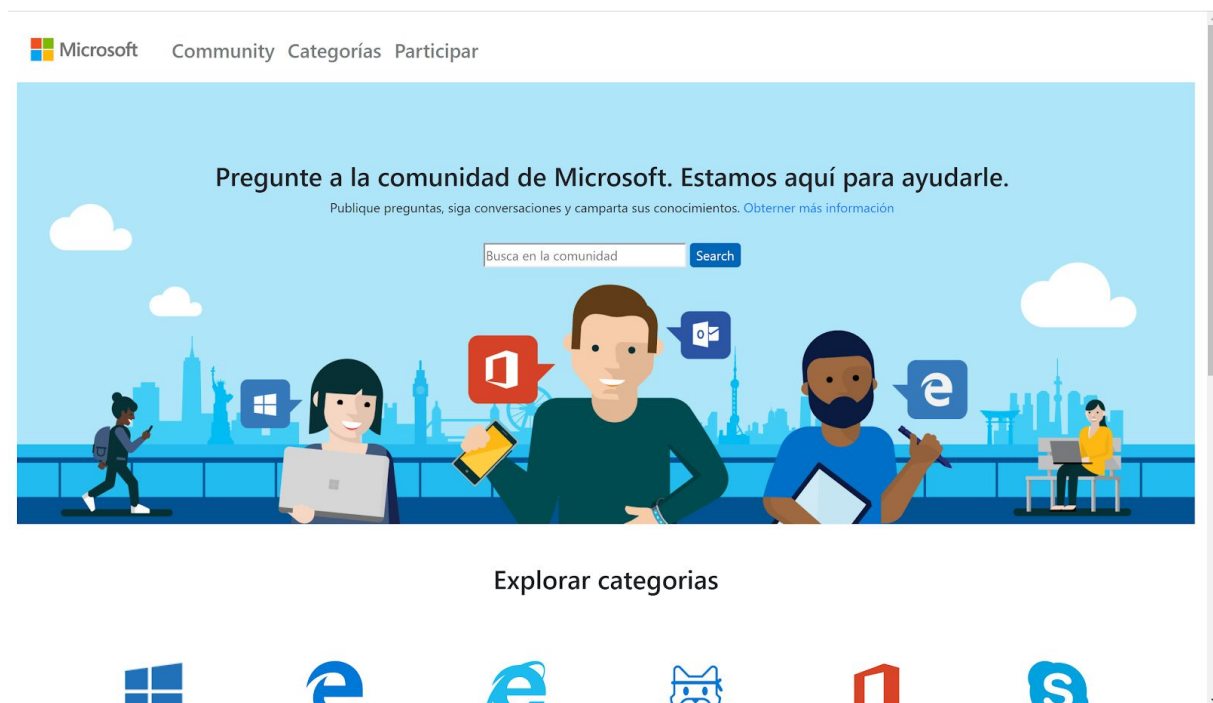 Microsoft Community Categorías Participar
Pregunte a la comunidad de Microsoft. Estamos aquí para ayudarle.
Publique preguntas, siga conversaciones y camparta sus conocimientos. Obterner más información
Busca en la comunidad Search
Explorar categorias